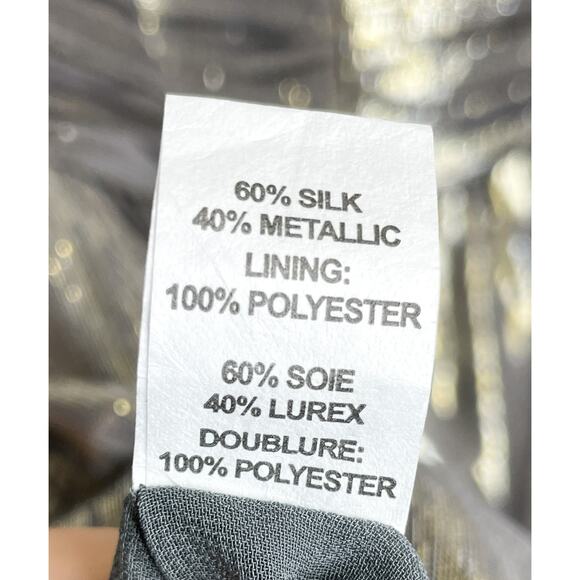 60% SILK
40% METALLIC
LINING:
100% POLYESTER
60% SOIE
40% LUREX
DOUBLURE:
100% POLYESTER